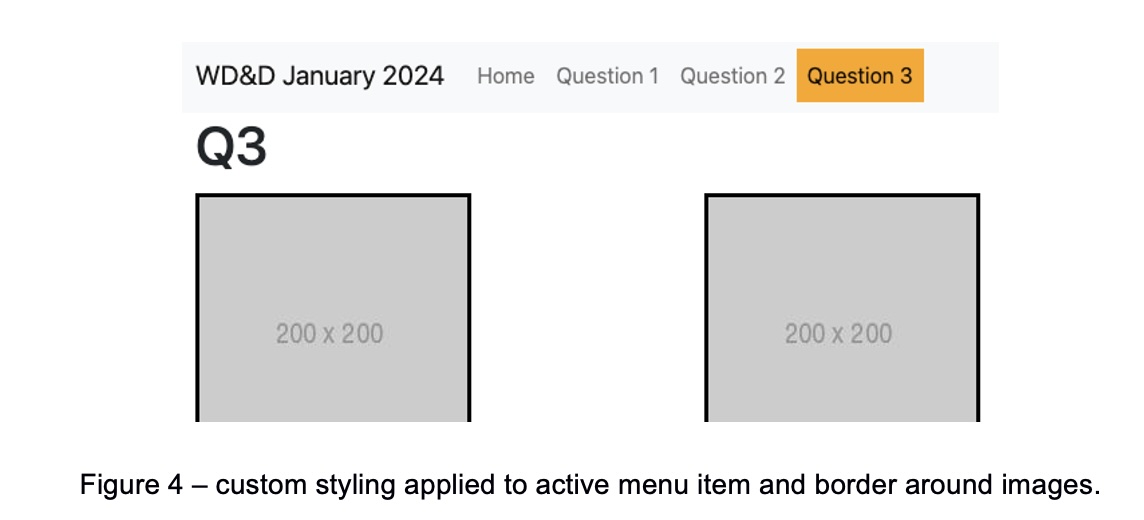 WD&D January 2024 Home Question 1 Question 2 Question 3
Q3
200 x 200 200 x 200
Figure 4 – custom styling applied to active menu item and border around images.